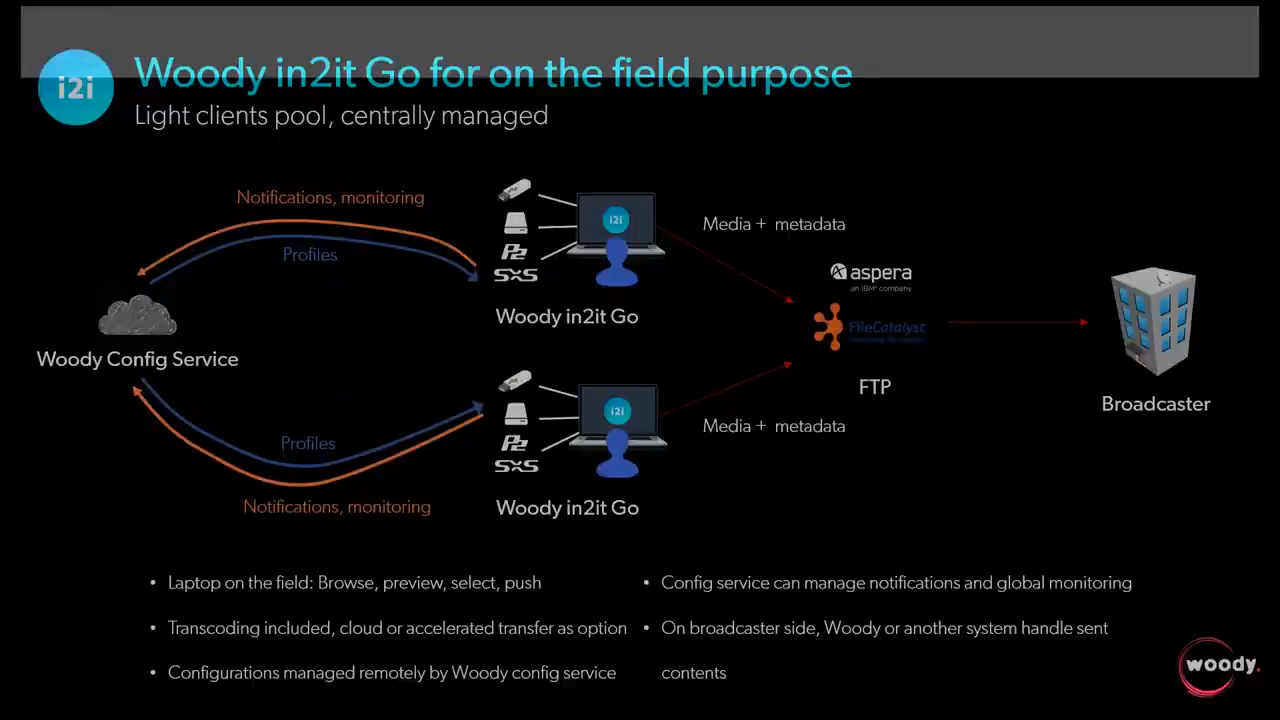 i2i
Woody in2it Go for on the field purpose
Light clients pool, centrally managed
Notifications, monitoring
Profiles
P2
SXS
i2i
Woody in2it Go
Media + metadata
aspera
an IBM company
FileCatalyst
FTP
Broadcaster
Woody Config Service
Profiles
Notifications, monitoring
P2
SXS
i2i
Woody in2it Go
Media + metadata
• Laptop on the field: Browse, preview, select, push
• Transcoding included, cloud or accelerated transfer as option
• Configurations managed remotely by Woody config service
• Config service can manage notifications and global monitoring
• On broadcaster side, Woody or another system handle sent
contents
woody.